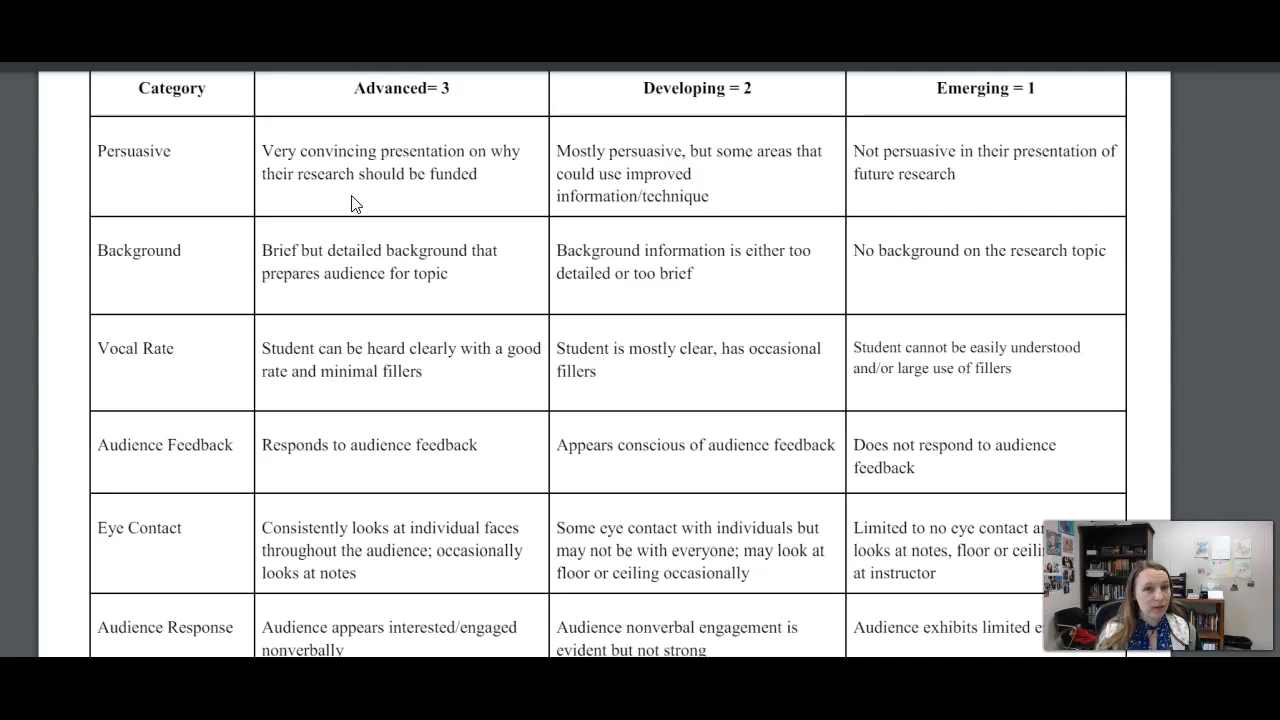 Category Advanced= 3 Developing = 2 Emerging = 1
Persuasive
Very convincing presentation on why
their research should be funded
Mostly persuasive, but some areas that
could use improved
information/technique
Not persuasive in their presentation of
future research
Background
Brief but detailed background that
prepares audience for topic
Background information is either too
detailed or too brief
No background on the research topic
Vocal Rate
Student can be heard clearly with a good
rate and minimal fillers
Student is mostly clear, has occasional
fillers
Student cannot be easily understood
and/or large use of fillers
Audience Feedback
Responds to audience feedback
Appears conscious of audience feedback
Does not respond to audience
feedback
Eye Contact
Consistently looks at individual faces
throughout the audience; occasionally
looks at notes
Some eye contact with individuals but
may not be with everyone; may look at
floor or ceiling occasionally
Limited to no eye contact
looks at notes, floor or
at instructor
Audience Response
Audience appears interested/engaged
nonverbally
Audience nonverbal engagement is
evident but not strong
Audience exhibits limited